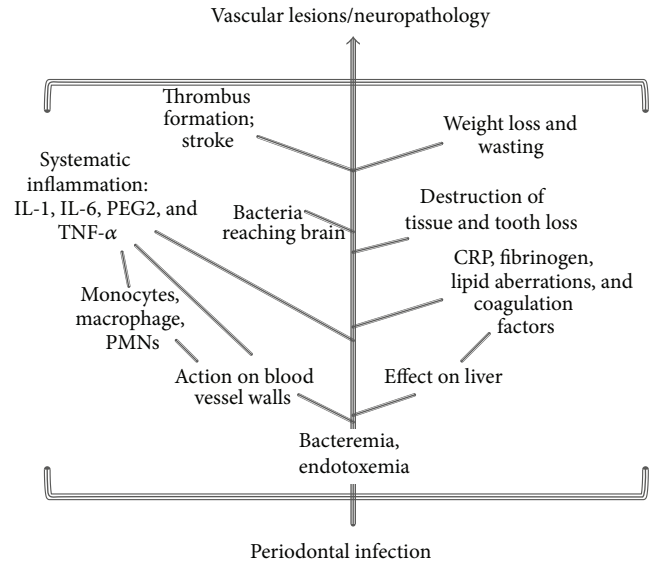 Vascular lesions/neuropathology
Thrombus
formation;
stroke
Weight loss and
wasting
Systematic
inflammation:
IL-1, IL-6, PEG2, and
TNF-α
Bacteria
reaching brain
Destruction of
tissue and tooth loss
CRP, fibrinogen,
lipid aberrations, and
coagulation
factors
Monocytes,
macrophage,
PMNs
Action on blood
vessel walls
Effect on liver
Bacteremia,
endotoxemia
Periodontal infection